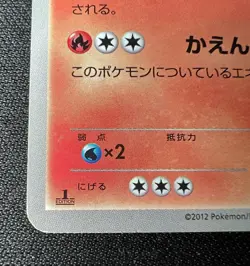 される。
かえん
このポケモンについているエネ
弱点 抵抗力
×2
1
EDITION
にげる
©2012 Pokémon/